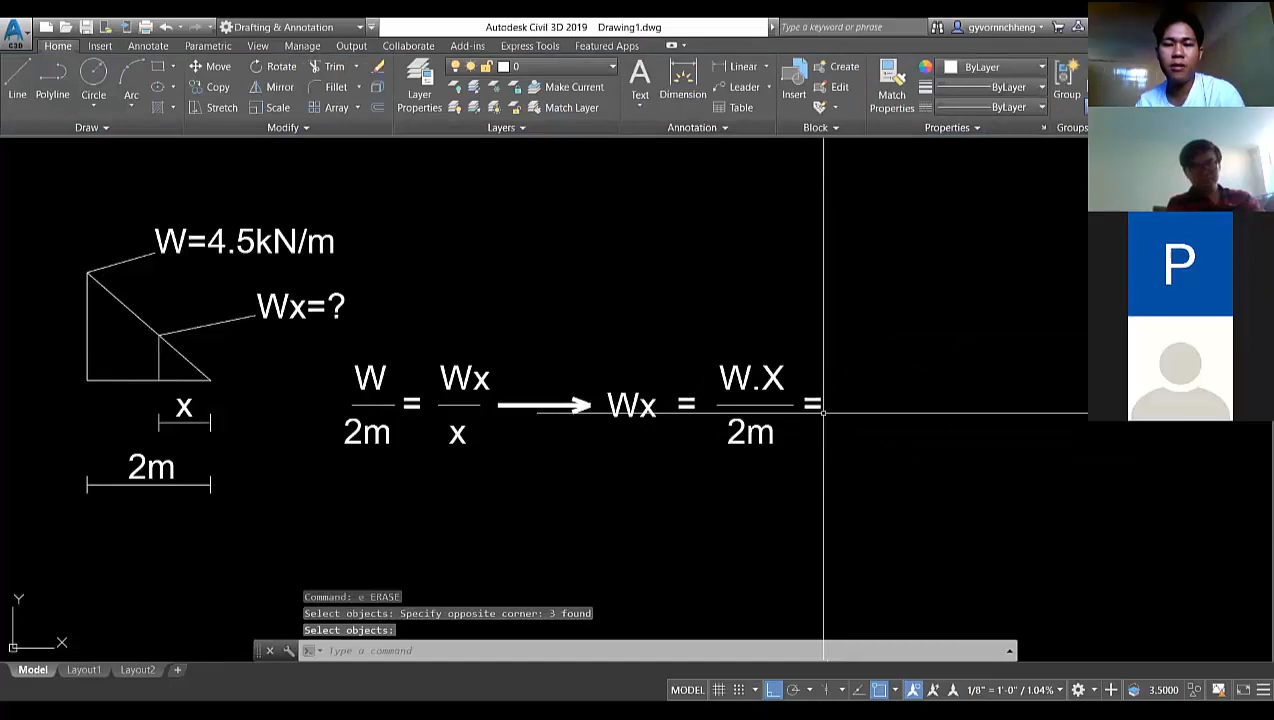 Drafting & Annotation
Autodesk Civil 3D 2019 Drawing1.dwg
Type a keyword or phrase
gyvornchheng
A
C3D
Home Insert Annotate Parametric View Manage Output Collaborate Add-ins Express Tools Featured Apps
Line Polyline Circle Arc
Draw
Move Rotate Trim
Copy Mirror Fillet
Stretch Scale Array
Modify
Layer Properties
0
Make Current
Match Layer
Layers
A
Text
Dimension
Linear
Leader
Table
Annotation
Insert
Create
Edit
Block
Match Properties
ByLayer
ByLayer
ByLayer
Properties
Group
Groups
P
W=4.5kN/m
Wx=?
x
2m
W
2m
=
Wx
x
Wx =
W.X
2m
=
Command: e ERASE
Select objects: Specify opposite corner: 3 found
Select objects:
Type a command
Y
X
Model Layout1 Layout2 +
MODEL
1/8" = 1'-0" / 1.04%
3.5000